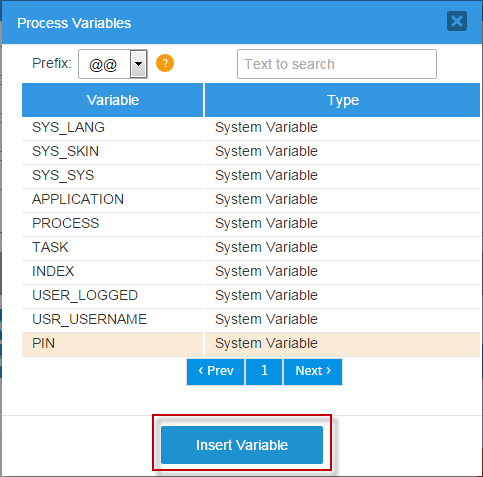 Process Variables
Prefix: @@ ? Text to search
Variable Type
SYS_LANG System Variable
SYS_SKIN System Variable
SYS_SYS System Variable
APPLICATION System Variable
PROCESS System Variable
TASK System Variable
INDEX System Variable
USER_LOGGED System Variable
USR_USERNAME System Variable
PIN System Variable
‹ Prev 1 Next ›
Insert Variable